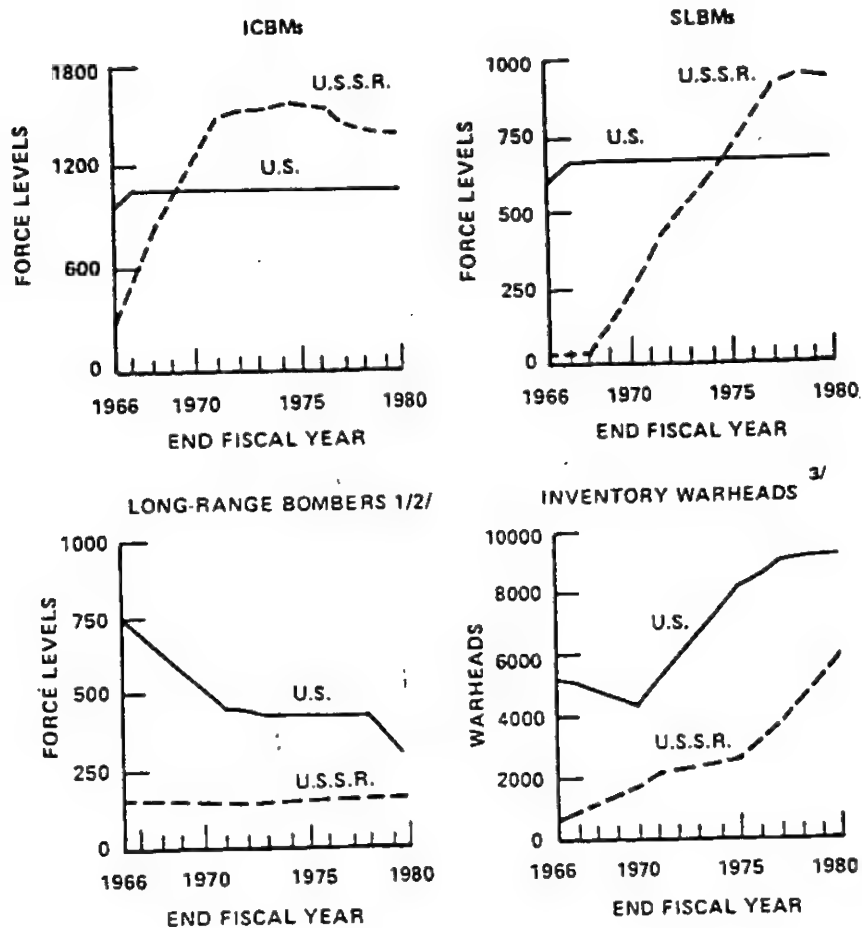 ICBMs
1800
1200
600
0
FORCE LEVELS
U.S.S.R.
U.S.
1966 1970 1975 1980
END FISCAL YEAR
SLBMs
1000
750
500
250
0
FORCE LEVELS
U.S.S.R.
U.S.
1966 1970 1975 1980
END FISCAL YEAR
LONG-RANGE BOMBERS 1/2/
1000
750
500
250
0
FORCE LEVELS
U.S.
U.S.S.R.
1966 1970 1975 1980
END FISCAL YEAR
INVENTORY WARHEADS 3/
10000
8000
6000
4000
2000
0
WARHEADS
U.S.
U.S.S.R.
1966 1970 1975 1980
END FISCAL YEAR